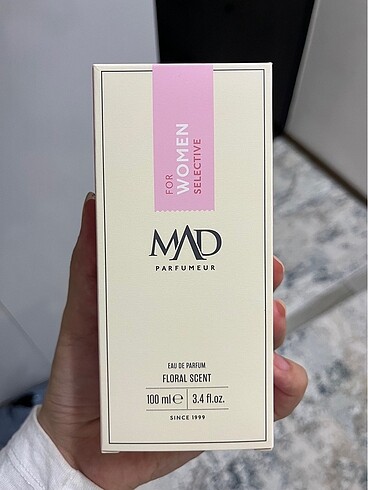 FOR
WOMEN
SELECTIVE
MAD
PARFUMEUR
EAU DE PARFUM
FLORAL SCENT
100 ml ℮ 3.4 fl.oz.
SINCE 1999